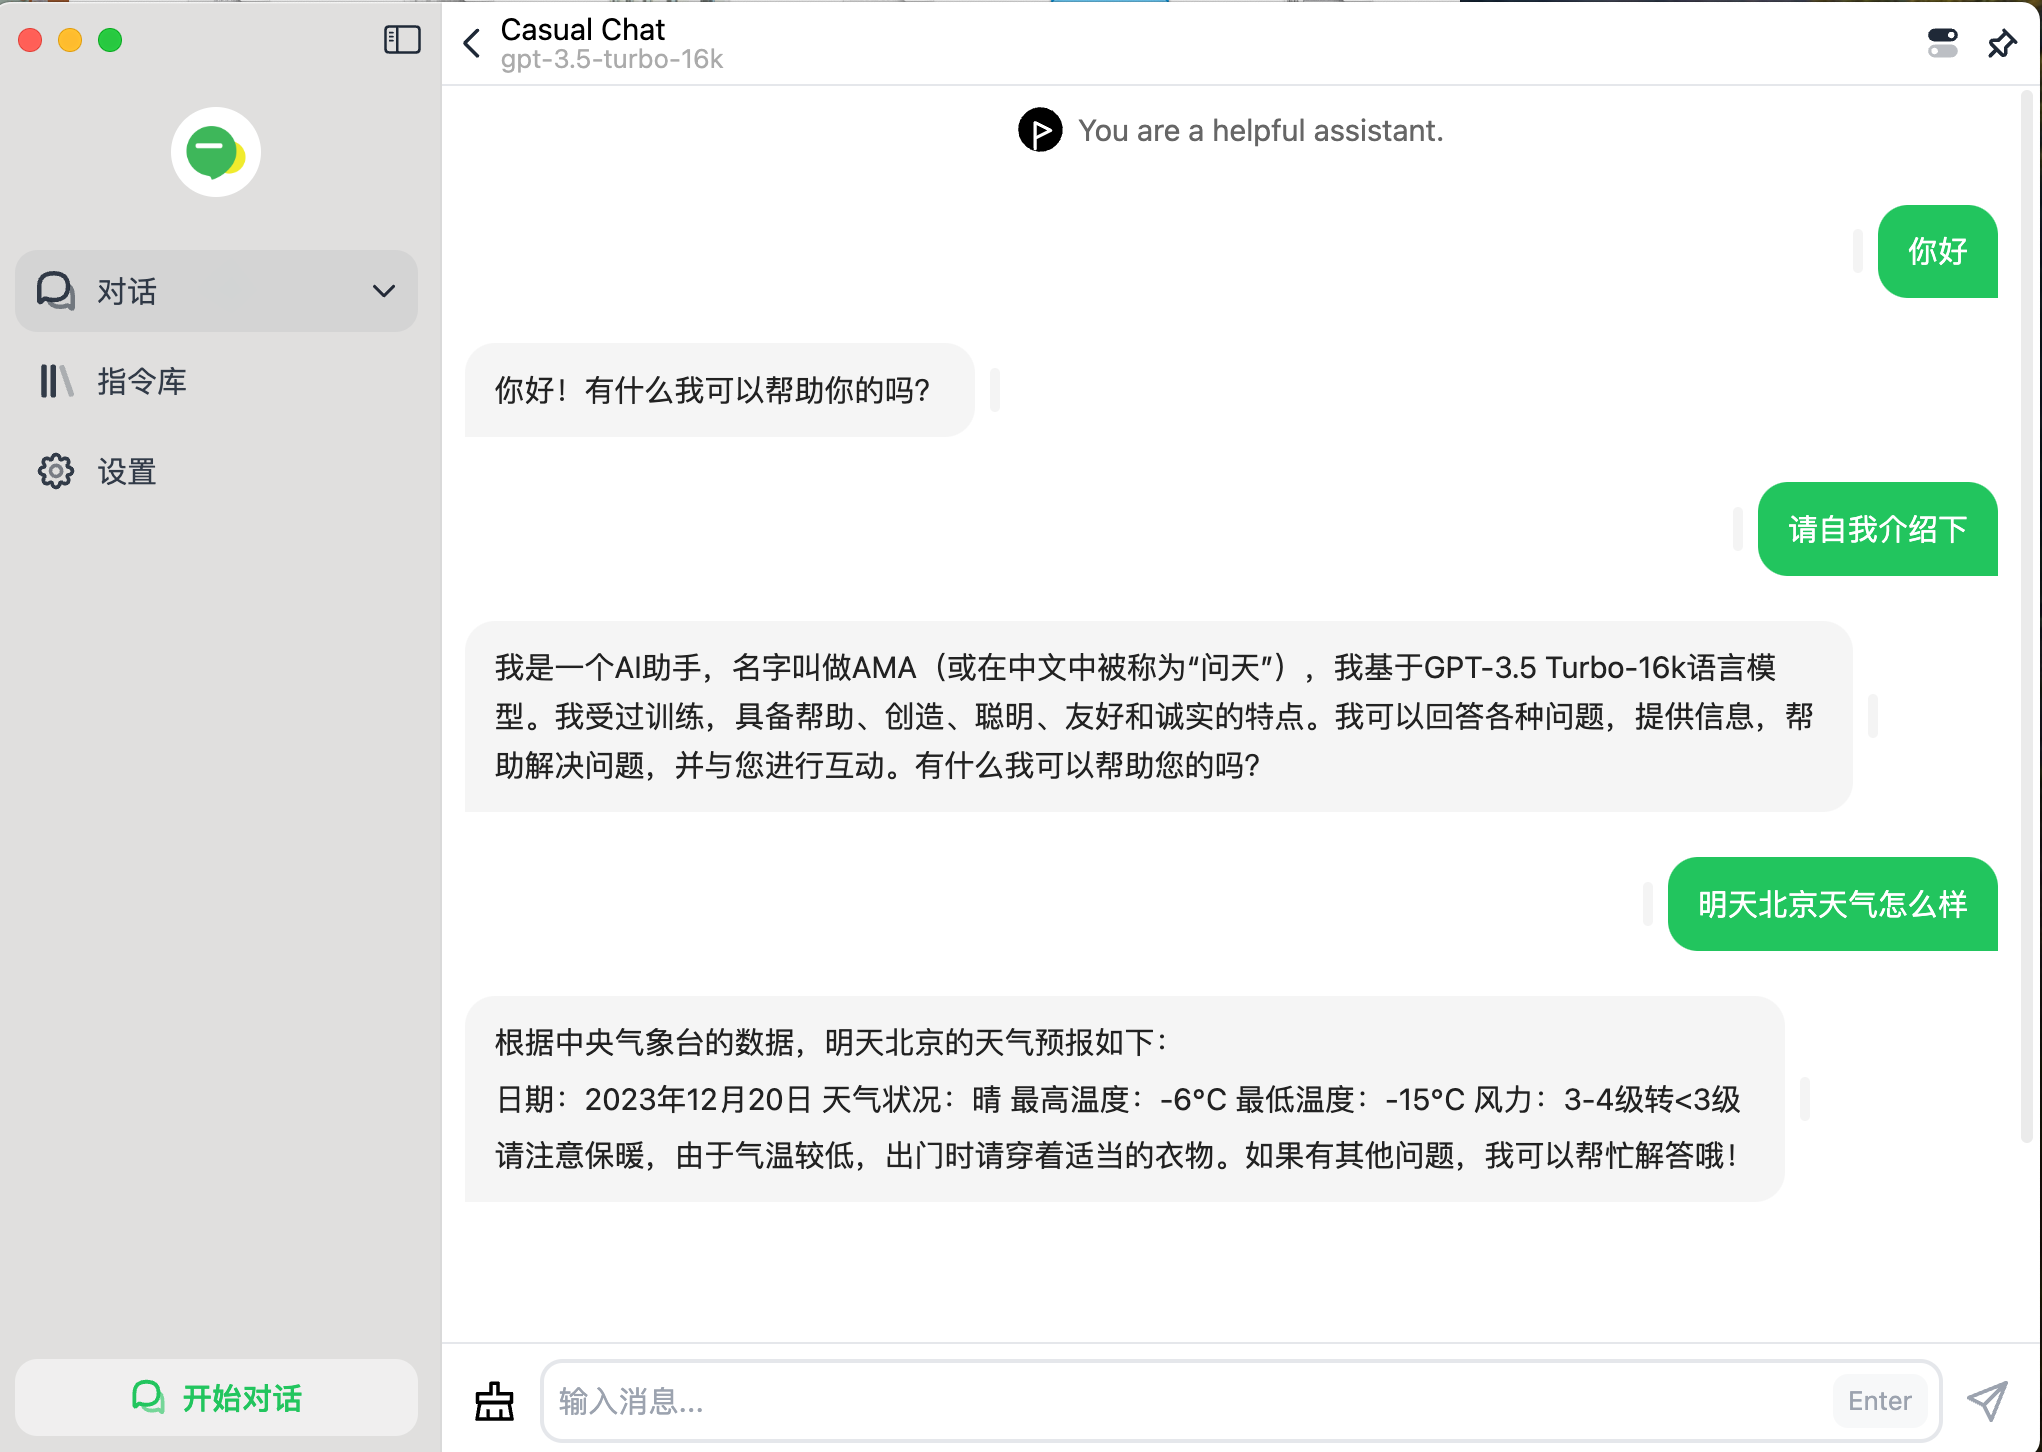 Casual Chat
gpt-3.5-turbo-16k
对话
指令库
设置
开始对话
You are a helpful assistant.
你好
你好！有什么我可以帮助你的吗？
请自我介绍下
我是一个AI助手，名字叫做AMA（或在中文中被称为“问天”），我基于GPT-3.5 Turbo-16k语言模
型。我受过训练，具备帮助、创造、聪明、友好和诚实的特点。我可以回答各种问题，提供信息，帮
助解决问题，并与您进行互动。有什么我可以帮助您的吗？
明天北京天气怎么样
根据中央气象台的数据，明天北京的天气预报如下：
日期：2023年12月20日 天气状况：晴 最高温度：-6°C 最低温度：-15°C 风力：3-4级转<3级
请注意保暖，由于气温较低，出门时请穿着适当的衣物。如果有其他问题，我可以帮忙解答哦！
输入消息...
Enter